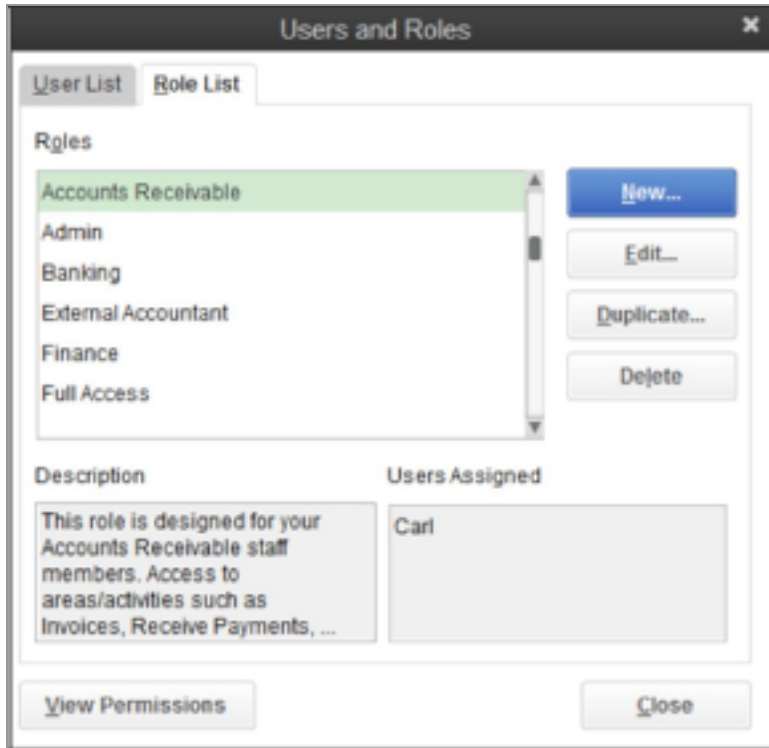 Users and Roles
User List Role List
Roles
Accounts Receivable
Admin
Banking
External Accountant
Finance
Full Access
New...
Edit...
Duplicate...
Delete
Description
This role is designed for your
Accounts Receivable staff
members. Access to
areas/activities such as
Invoices, Receive Payments, ...
Users Assigned
Carl
View Permissions
Close